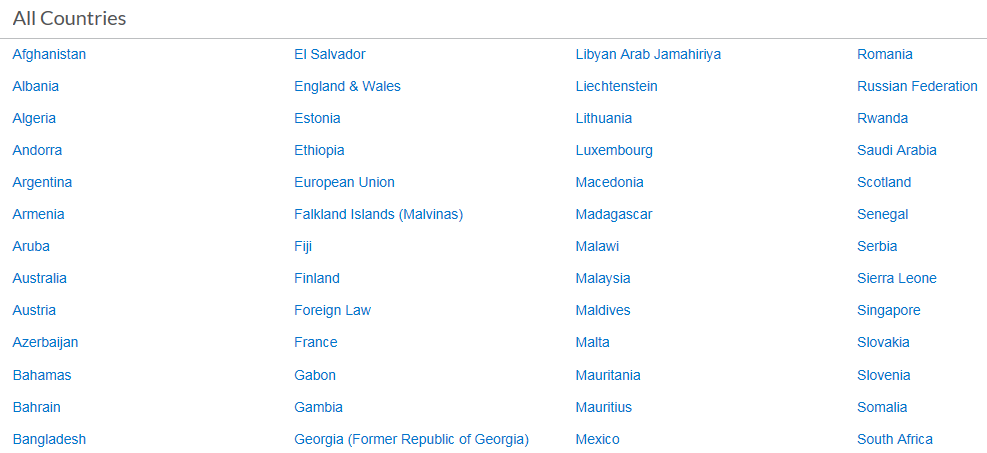 All Countries
Afghanistan
Albania
Algeria
Andorra
Argentina
Armenia
Aruba
Australia
Austria
Azerbaijan
Bahamas
Bahrain
Bangladesh
El Salvador
England & Wales
Estonia
Ethiopia
European Union
Falkland Islands (Malvinas)
Fiji
Finland
Foreign Law
France
Gabon
Gambia
Georgia (Former Republic of Georgia)
Libyan Arab Jamahiriya
Liechtenstein
Lithuania
Luxembourg
Macedonia
Madagascar
Malawi
Malaysia
Maldives
Malta
Mauritania
Mauritius
Mexico
Romania
Russian Federation
Rwanda
Saudi Arabia
Scotland
Senegal
Serbia
Sierra Leone
Singapore
Slovakia
Slovenia
Somalia
South Africa